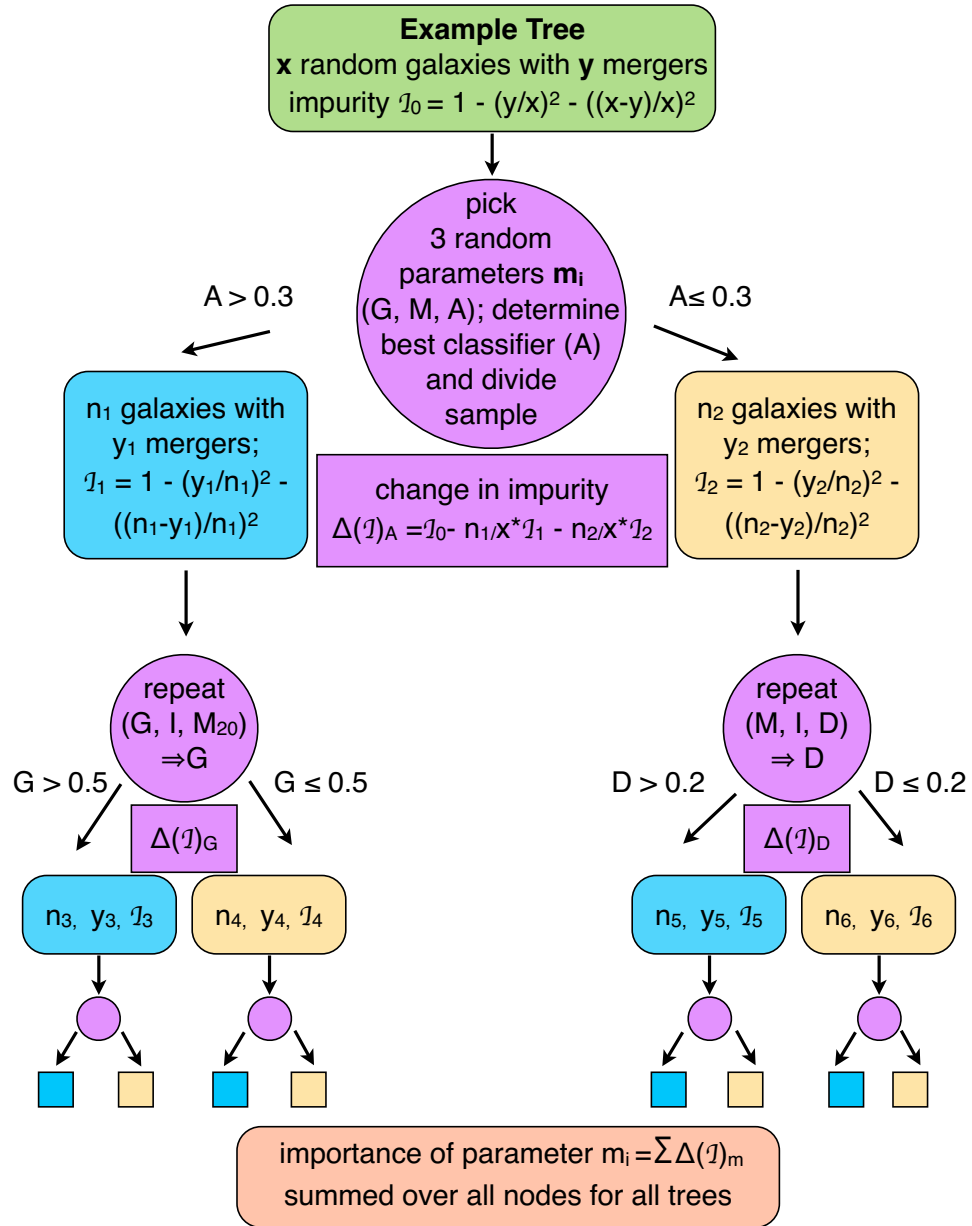 Example Tree
x random galaxies with y mergers
impurity ℐ₀ = 1 - (y/x)² - ((x-y)/x)²
pick
3 random
parameters mᵢ
(G, M, A); determine
best classifier (A)
and divide
sample
A > 0.3
A≤ 0.3
n₁ galaxies with
y₁ mergers;
ℐ₁ = 1 - (y₁/n₁)² -
((n₁-y₁)/n₁)²
change in impurity
Δ(ℐ)A =ℐ₀- n₁/x*ℐ₁ - n₂/x*ℐ₂
n₂ galaxies with
y₂ mergers;
ℐ₂ = 1 - (y₂/n₂)² -
((n₂-y₂)/n₂)²
repeat
(G, I, M₂₀)
⇒G
G > 0.5
G ≤ 0.5
Δ(ℐ)G
repeat
(M, I, D)
⇒ D
D > 0.2
D ≤ 0.2
Δ(ℐ)D
n₃, y₃, ℐ₃
n₄, y₄, ℐ₄
n₅, y₅, ℐ₅
n₆, y₆, ℐ₆
importance of parameter mᵢ = ∑ Δ(ℐ)m
summed over all nodes for all trees